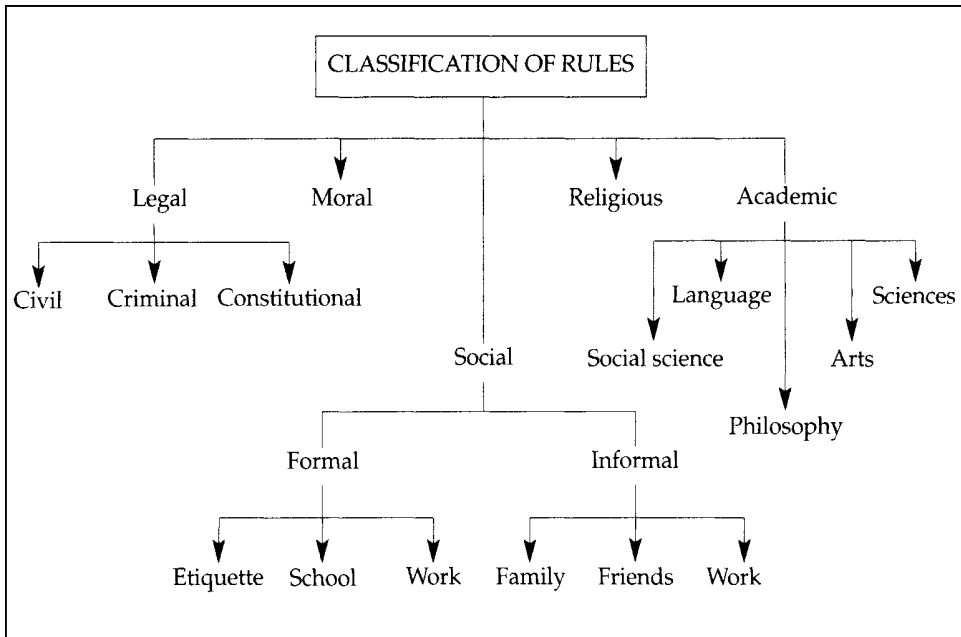 CLASSIFICATION OF RULES
Legal
Moral
Religious
Academic
Civil
Criminal
Constitutional
Language
Sciences
Social
Social science
Arts
Philosophy
Formal
Informal
Etiquette
School
Work
Family
Friends
Work